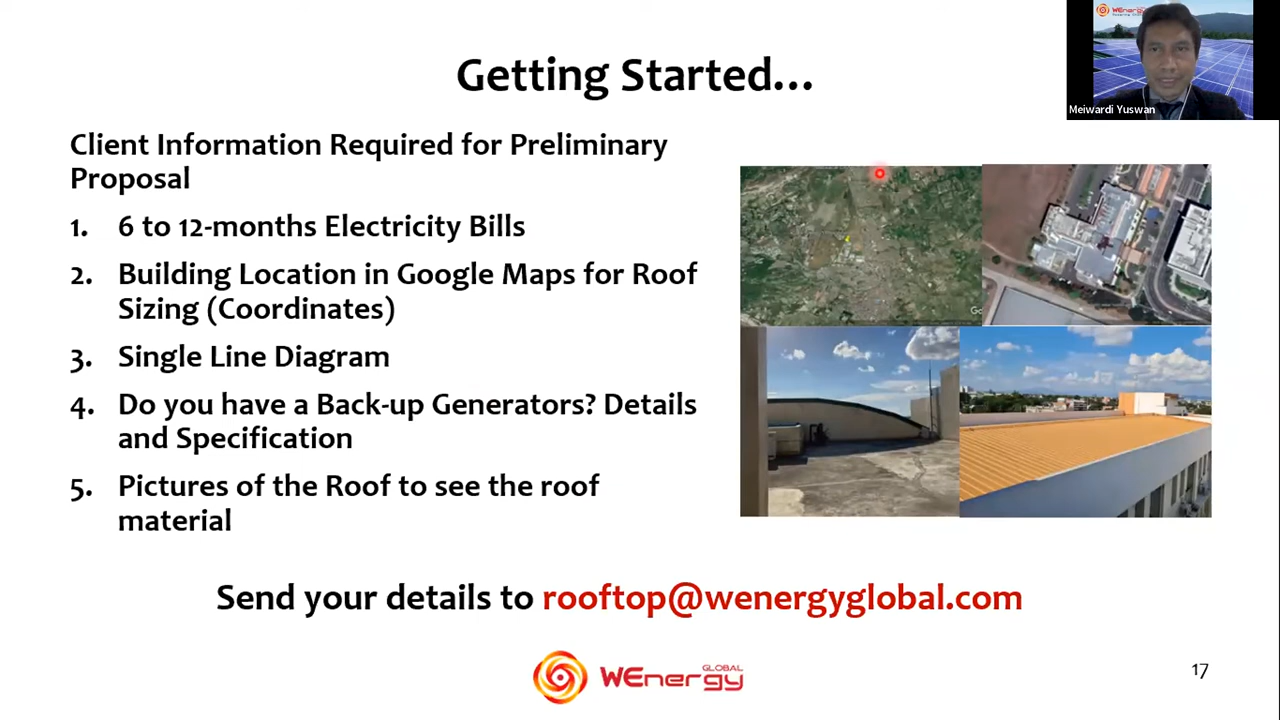 WEnergy
Meiwardi Yuswan
Getting Started...
Client Information Required for Preliminary
Proposal
1. 6 to 12-months Electricity Bills
2. Building Location in Google Maps for Roof
Sizing (Coordinates)
3. Single Line Diagram
4. Do you have a Back-up Generators? Details
and Specification
5. Pictures of the Roof to see the roof
material
Send your details to rooftop@wenergyglobal.com
GLOBAL
WEnergy
17